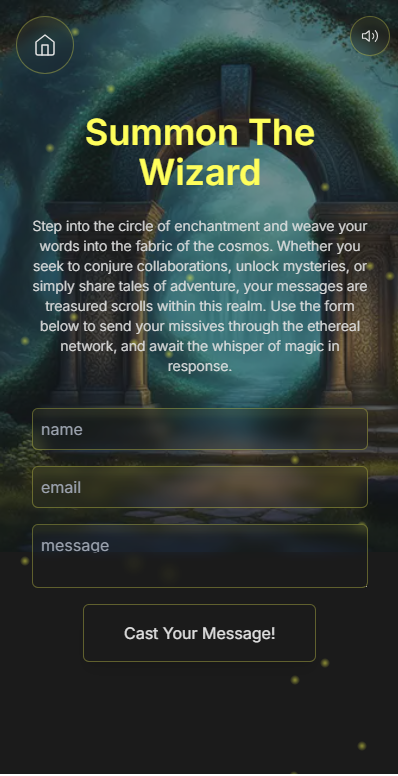 Summon The
Wizard
Step into the circle of enchantment and weave your
words into the fabric of the cosmos. Whether you
seek to conjure collaborations, unlock mysteries, or
simply share tales of adventure, your messages are
treasured scrolls within this realm. Use the form
below to send your missives through the ethereal
network, and await the whisper of magic in
response.
name
email
message
Cast Your Message!